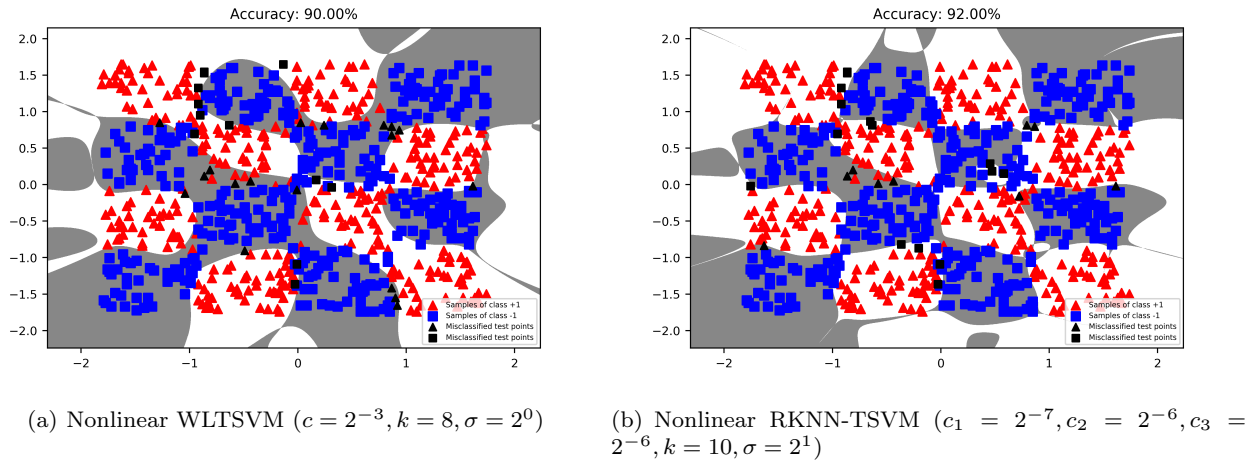 Accuracy: 90.00%
2.0
1.5
1.0
0.5
0.0
−0.5
−1.0
−1.5
−2.0
−2
−1
0
1
2
Samples of class +1
Samples of class -1
Misclassified test points
Misclassified test points
(a) Nonlinear WLTSVM (c = 2⁻³, k = 8, σ = 2⁰)
Accuracy: 92.00%
2.0
1.5
1.0
0.5
0.0
−0.5
−1.0
−1.5
−2.0
−2
−1
0
1
2
Samples of class +1
Samples of class -1
Misclassified test points
Misclassified test points
(b) Nonlinear RKNN-TSVM (c₁ = 2⁻⁷, c₂ = 2⁻⁶, c₃ =
2⁻⁶, k = 10, σ = 2¹)